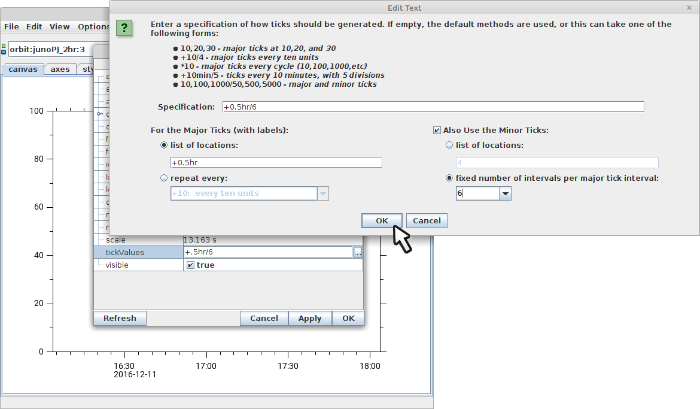 Edit Text
Enter a specification of how ticks should be generated. If empty, the default methods are used, or this can take one of the
following forms:
10,20,30 - major ticks at 10,20, and 30
+10/4 - major ticks every ten units
*10 - major ticks every cycle (10,100,1000,etc)
+10min/5 - ticks every 10 minutes, with 5 divisions
10,100,1000/50,500,5000 - major and minor ticks
Specification: +0.5hr/6
For the Major Ticks (with labels):
list of locations:
+0.5hr
repeat every:
+10: every ten units
Also Use the Minor Ticks:
list of locations:
4
fixed number of intervals per major tick interval:
6
OK Cancel
File Edit View Options
orbit:junoPJ_2hr:3
canvas axes sty
scale 13.163 s
tickValues +.5hr/6 ...
visible true
Refresh Cancel Apply OK
100
80
60
40
20
0
16:30 17:00 17:30 18:00
2016-12-11